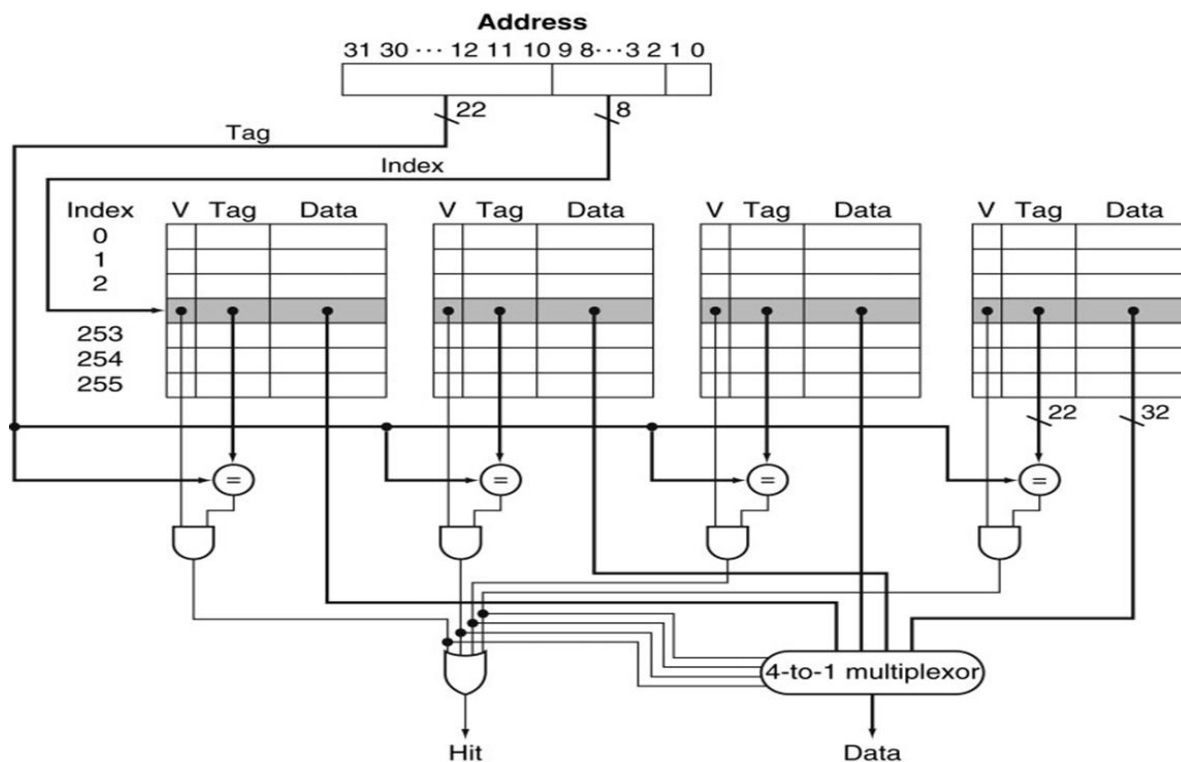 Address
31 30 ··· 12 11 10 9 8···3 2 1 0
22
8
Tag
Index
Index V Tag Data V Tag Data V Tag Data V Tag Data
0
1
2
253
254
255
22 32
= = = =
4-to-1 multiplexor
Hit Data